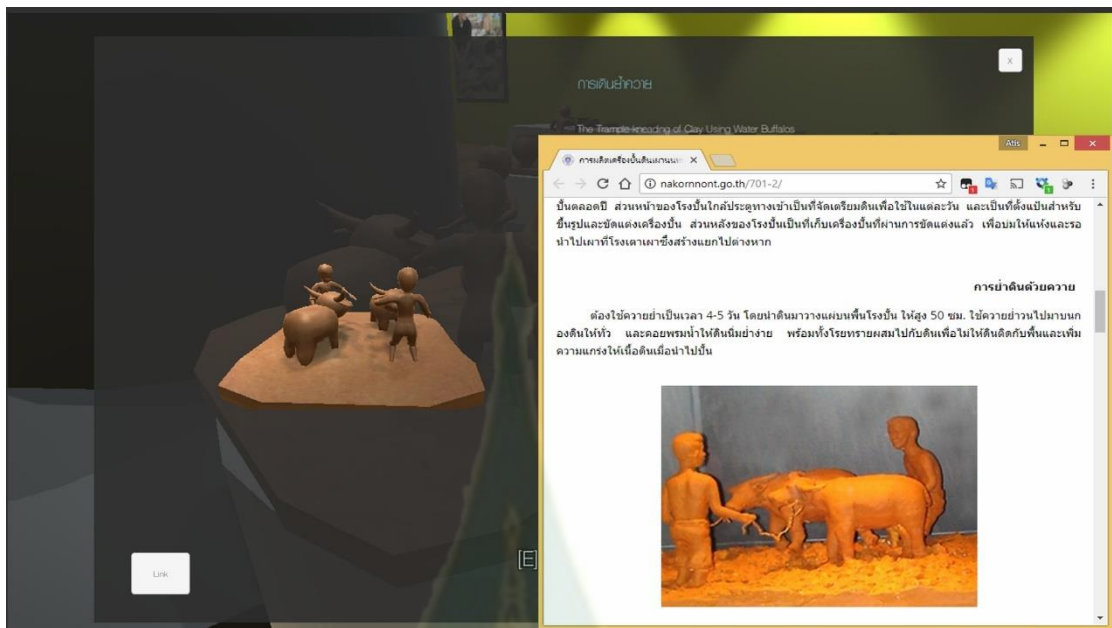 การเดินย่ำควาย
X
The Trample-kneading of Clay Using Water Buffalos
Atis
การผลิตเครื่องปั้นดินเผานนท
nakornnont.go.th/701-2/
ปั้นตลอดปี ส่วนหน้าของโรงปั้นใกล้ประตูทางเข้าเป็นที่จัดเตรียมดินเพื่อใช้ในแต่ละวัน และเป็นที่ตั้งแป้นสำหรับ
ขึ้นรูปและขัดแต่งเครื่องปั้น ส่วนหลังของโรงปั้นเป็นที่เก็บเครื่องปั้นที่ผ่านการขัดแต่งแล้ว เพื่อบ่มให้แห้งและรอ
นำไปเผาที่โรงเตาเผาซึ่งสร้างแยกไปต่างหาก
การย่ำดินด้วยควาย
ต้องใช้ควายย่ำเป็นเวลา 4-5 วัน โดยนำดินมาวางแผ่บนพื้นโรงปั้น ให้สูง 50 ซม. ใช้ควายย่ำวนไปมาบนก
องดินให้ทั่ว และคอยพรมน้ำให้ดินนิ่มย่ำง่าย พร้อมทั้งโรยทรายผสมไปกับดินเพื่อไม่ให้ดินติดกับพื้นและเพิ่ม
ความแกร่งให้เนื้อดินเมื่อนำไปปั้น
Link
[E]